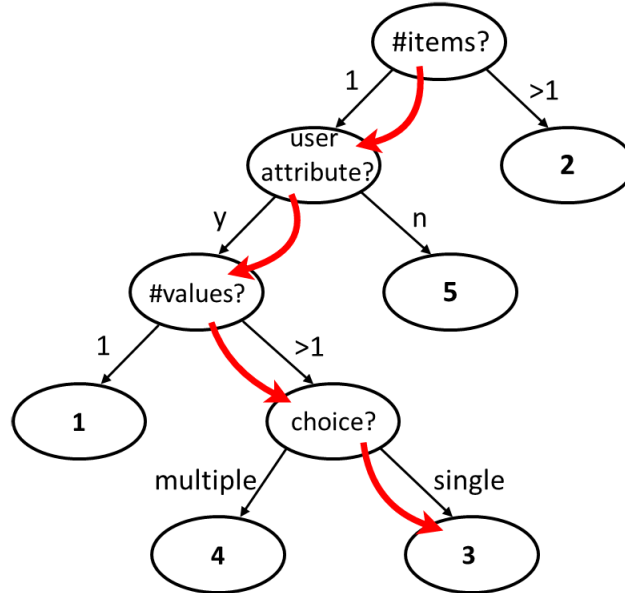 #items?
1
>1
user
attribute?
2
y
n
#values?
5
1
>1
1
choice?
multiple
single
4
3